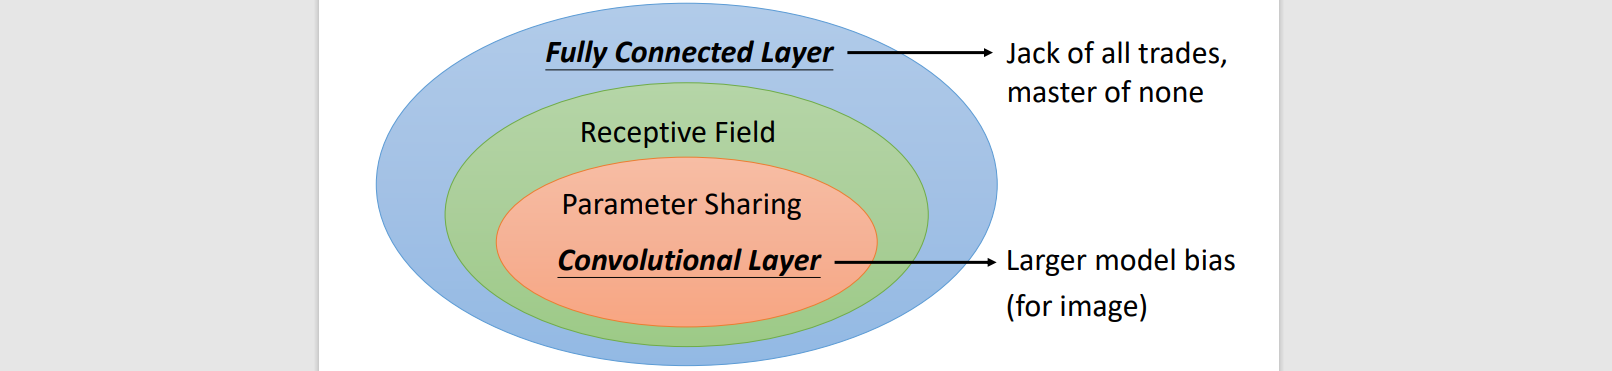 Fully Connected Layer
Jack of all trades,
master of none
Receptive Field
Parameter Sharing
Convolutional Layer
Larger model bias
(for image)